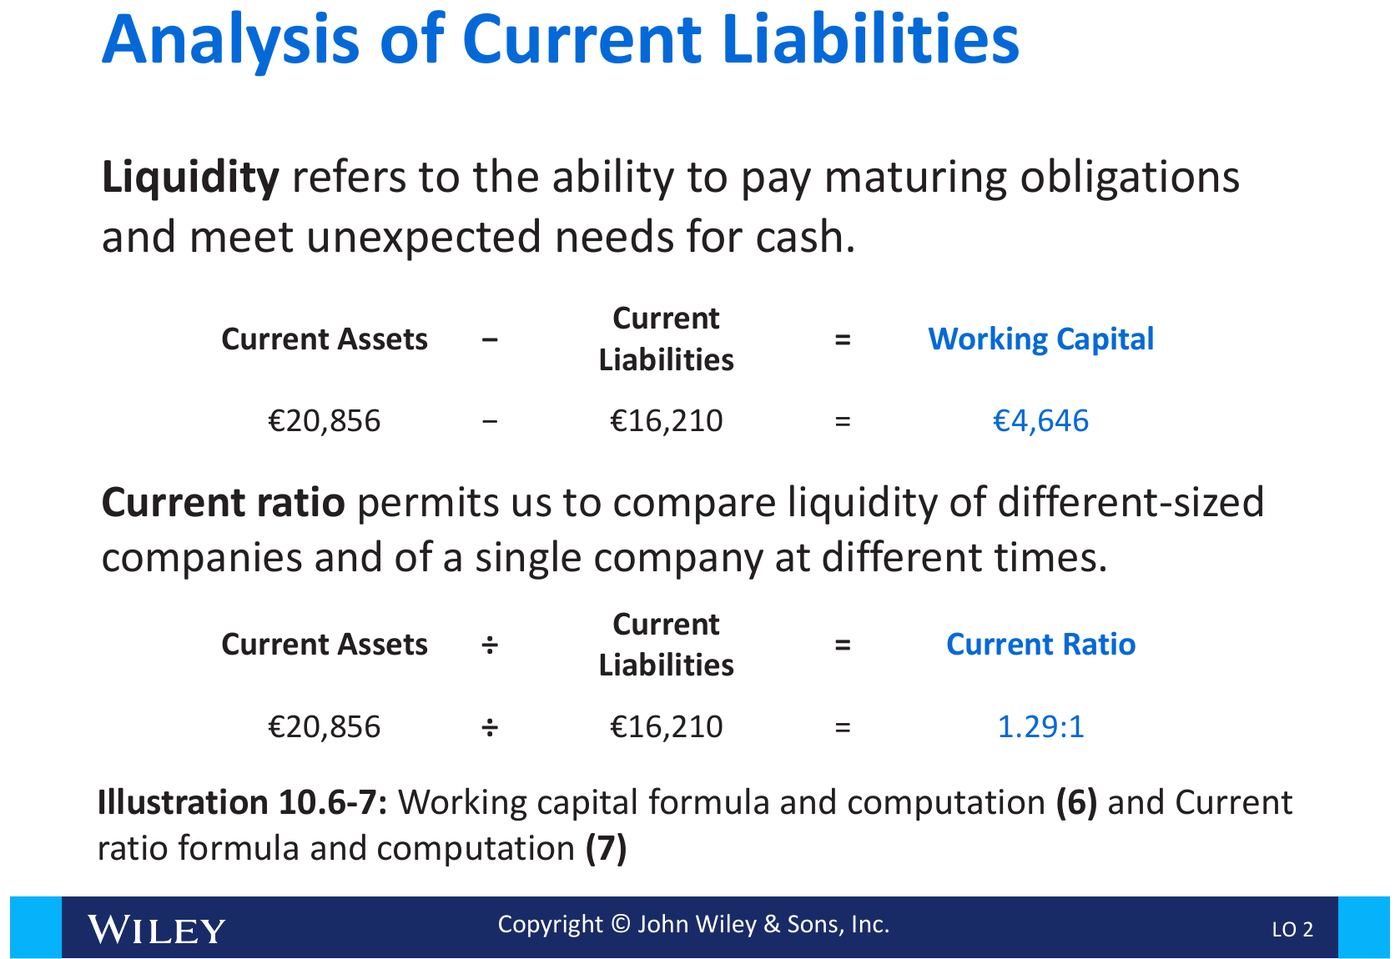 Analysis of Current Liabilities
Liquidity refers to the ability to pay maturing obligations
and meet unexpected needs for cash.
Current Assets − Current Liabilities = Working Capital
€20,856 − €16,210 = €4,646
Current ratio permits us to compare liquidity of different-sized
companies and of a single company at different times.
Current Assets ÷ Current Liabilities = Current Ratio
€20,856 ÷ €16,210 = 1.29:1
Illustration 10.6-7: Working capital formula and computation (6) and Current
ratio formula and computation (7)
WILEY Copyright © John Wiley & Sons, Inc. LO 2